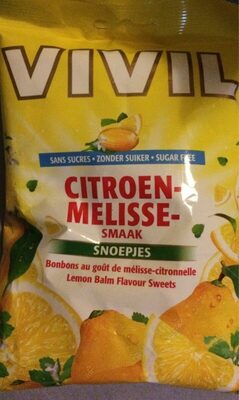 VIVIL
SANS SUCRES • ZONDER SUIKER • SUGAR FREE
CITROEN-
MELISSE-
SMAAK
SNOEPJES
Bonbons au goût de mélisse-citronnelle
Lemon Balm Flavour Sweets